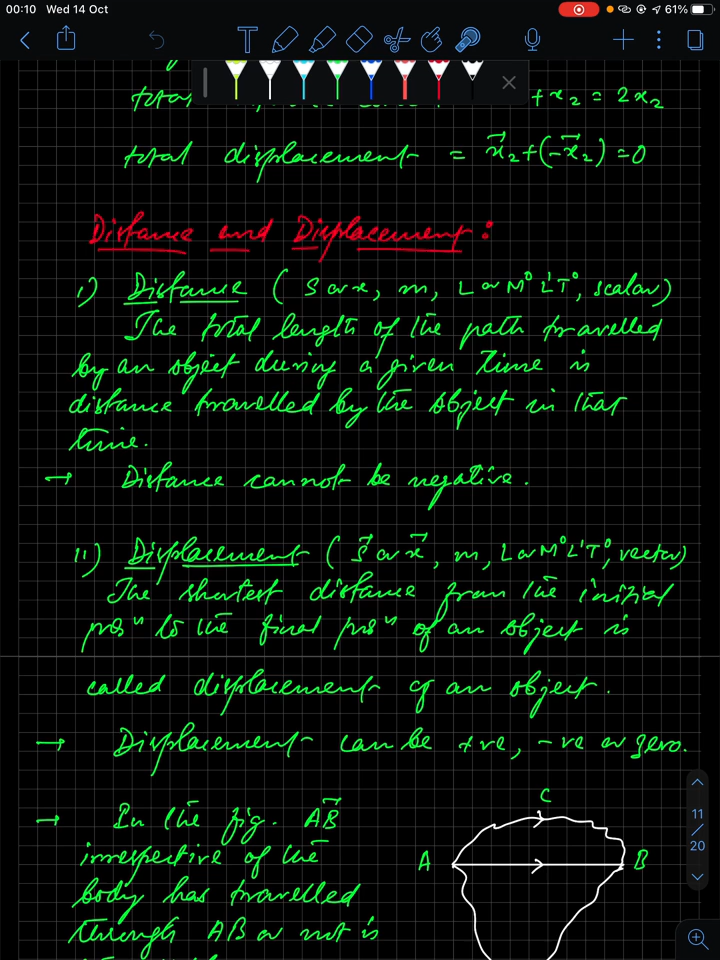 00:10 Wed 14 Oct 61%
total + x₂ = 2x₂
total displacement = x⃗₂+(-x⃗₂) = 0
Distance and Displacement :
i) Distance ( S or x, m, L or M⁰L¹T⁰, scalar)
The total length of the path travelled
by an object during a given time is
distance travelled by the object in that
time.
→ Distance cannot be negative.
ii) Displacement ( S⃗ or x⃗, m, L or M⁰L¹T⁰, vector)
The shortest distance from the initial
posⁿ to the final posⁿ of an object is
called displacement of an object.
→ Displacement can be +ve, -ve or zero.
C
→ In the fig. AB⃗
A B
irrespective of the
body has travelled
through AB or not is
11
/
20